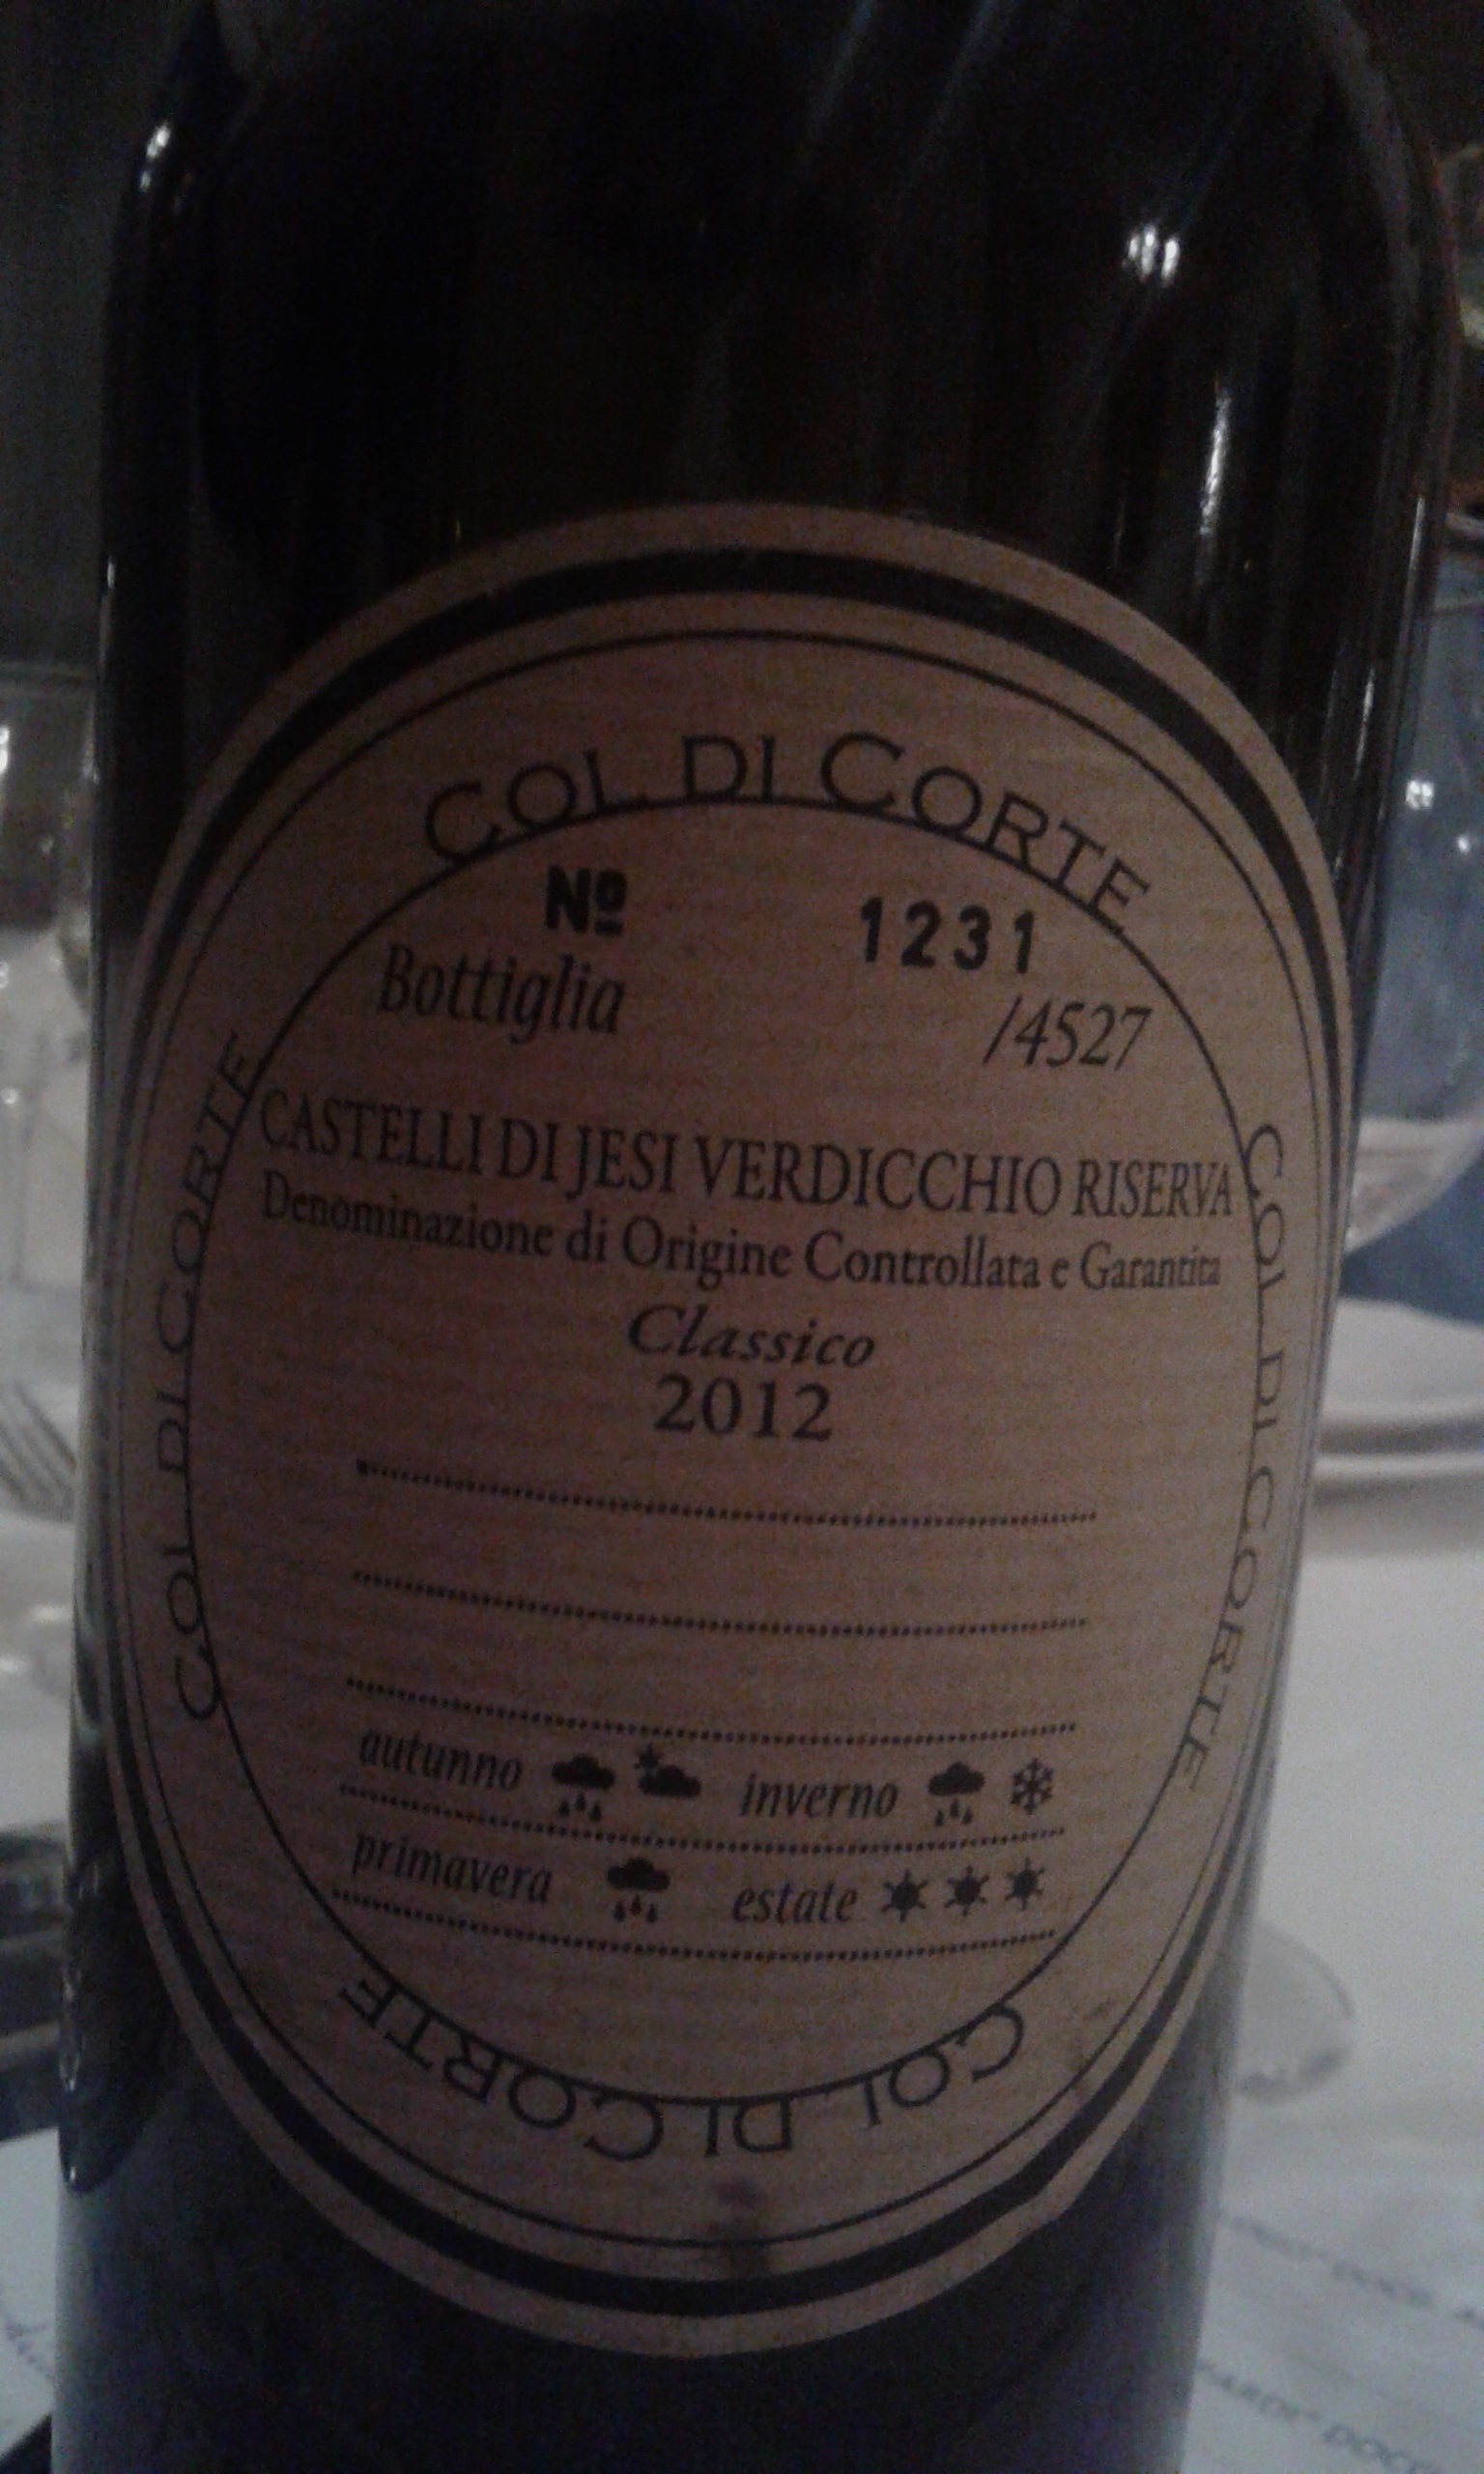 COL DI CORTE
Nº 1231
Bottiglia /4527
COL DI CORTE
CASTELLI DI JESI VERDICCHIO RISERVA
Denominazione di Origine Controllata e Garantita
Classico
2012
COL DI CORTE
autunno inverno
primavera estate
COL DI CORTE